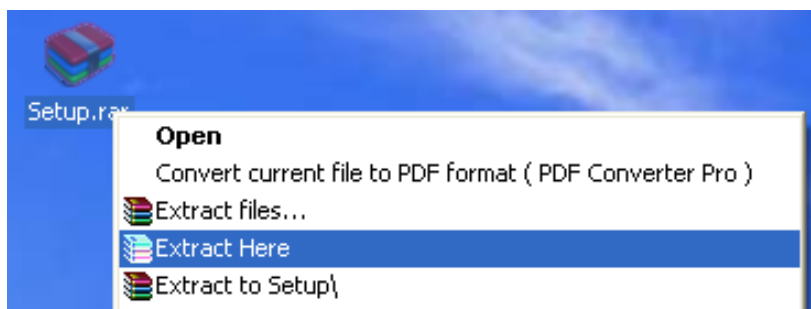 Setup.rar
Open
Convert current file to PDF format ( PDF Converter Pro )
Extract files...
Extract Here
Extract to Setup\